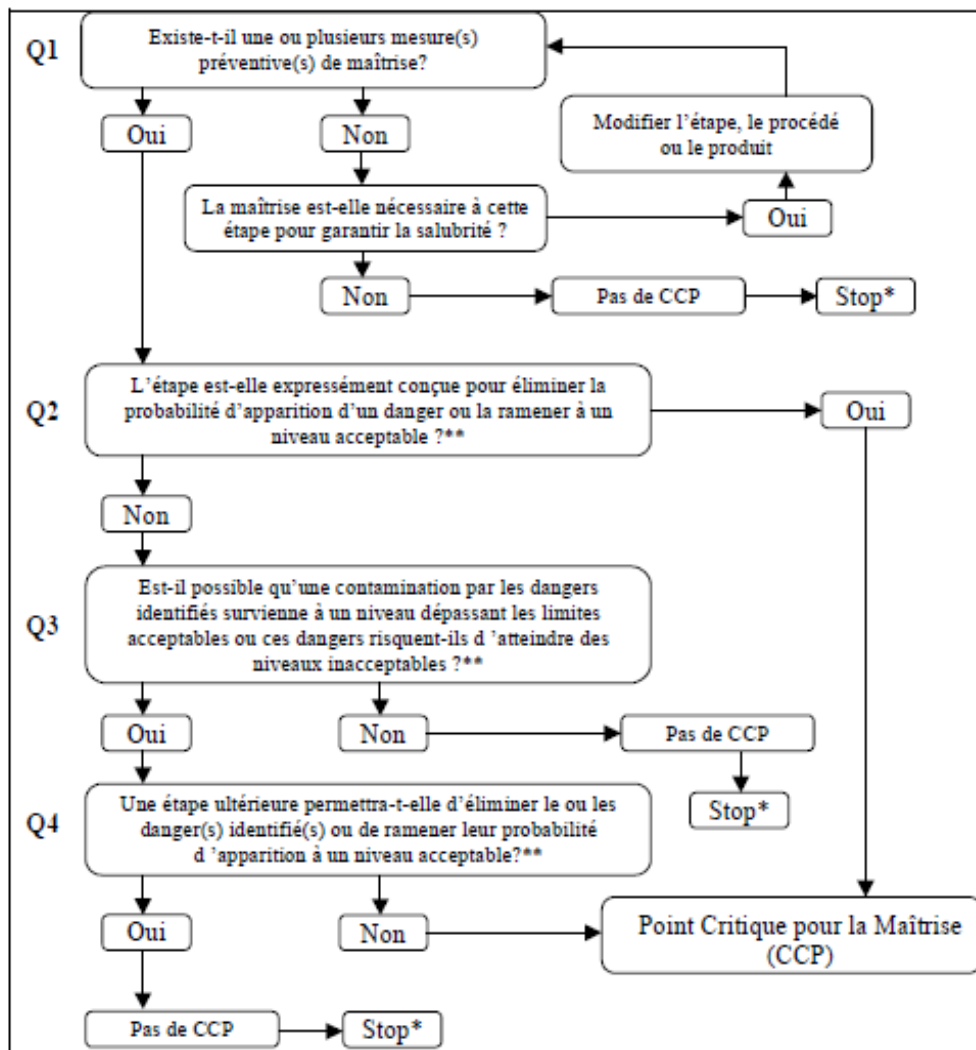 Q1
Existe-t-il une ou plusieurs mesure(s)
préventive(s) de maîtrise?
Oui
Non
Modifier l'étape, le procédé
ou le produit
La maîtrise est-elle nécessaire à cette
étape pour garantir la salubrité ?
Oui
Non
Pas de CCP
Stop*
Q2
L'étape est-elle expressément conçue pour éliminer la
probabilité d'apparition d'un danger ou la ramener à un
niveau acceptable ?**
Oui
Non
Q3
Est-il possible qu'une contamination par les dangers
identifiés survienne à un niveau dépassant les limites
acceptables ou ces dangers risquent-ils d 'atteindre des
niveaux inacceptables ?**
Oui
Non
Pas de CCP
Stop*
Q4
Une étape ultérieure permettra-t-elle d'éliminer le ou les
danger(s) identifié(s) ou de ramener leur probabilité
d 'apparition à un niveau acceptable?**
Oui
Non
Point Critique pour la Maîtrise
(CCP)
Pas de CCP
Stop*